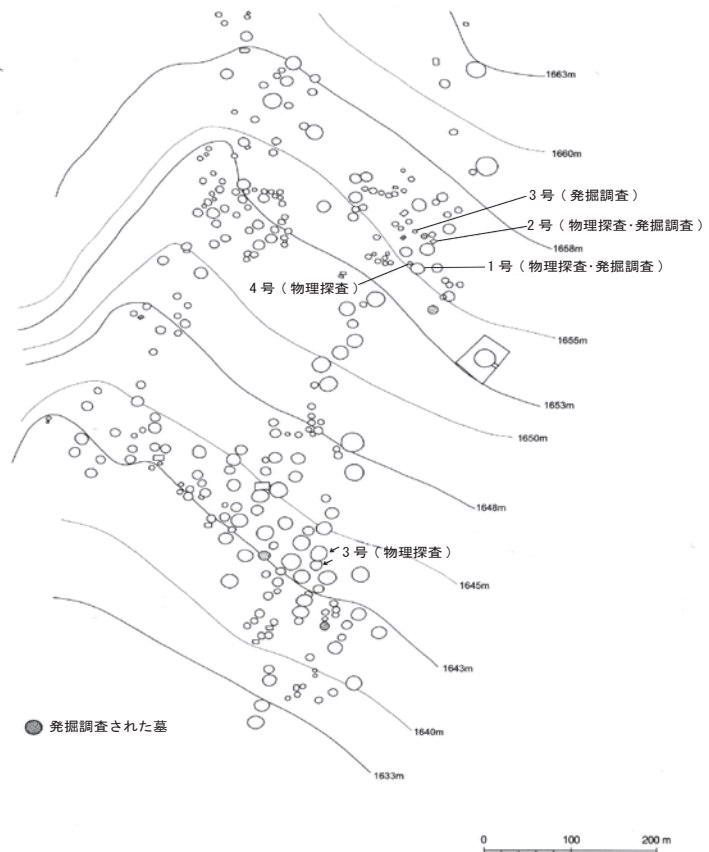 1663m
1660m
3号(発掘調査)
2号(物理探査·発掘調査)
1658m
1号(物理探査·発掘調査)
4号(物理探査)
1655m
1653m
1650m
1648m
3号(物理探査)
1645m
1643m
発掘調査された墓
1640m
1633m
0 100 200 m